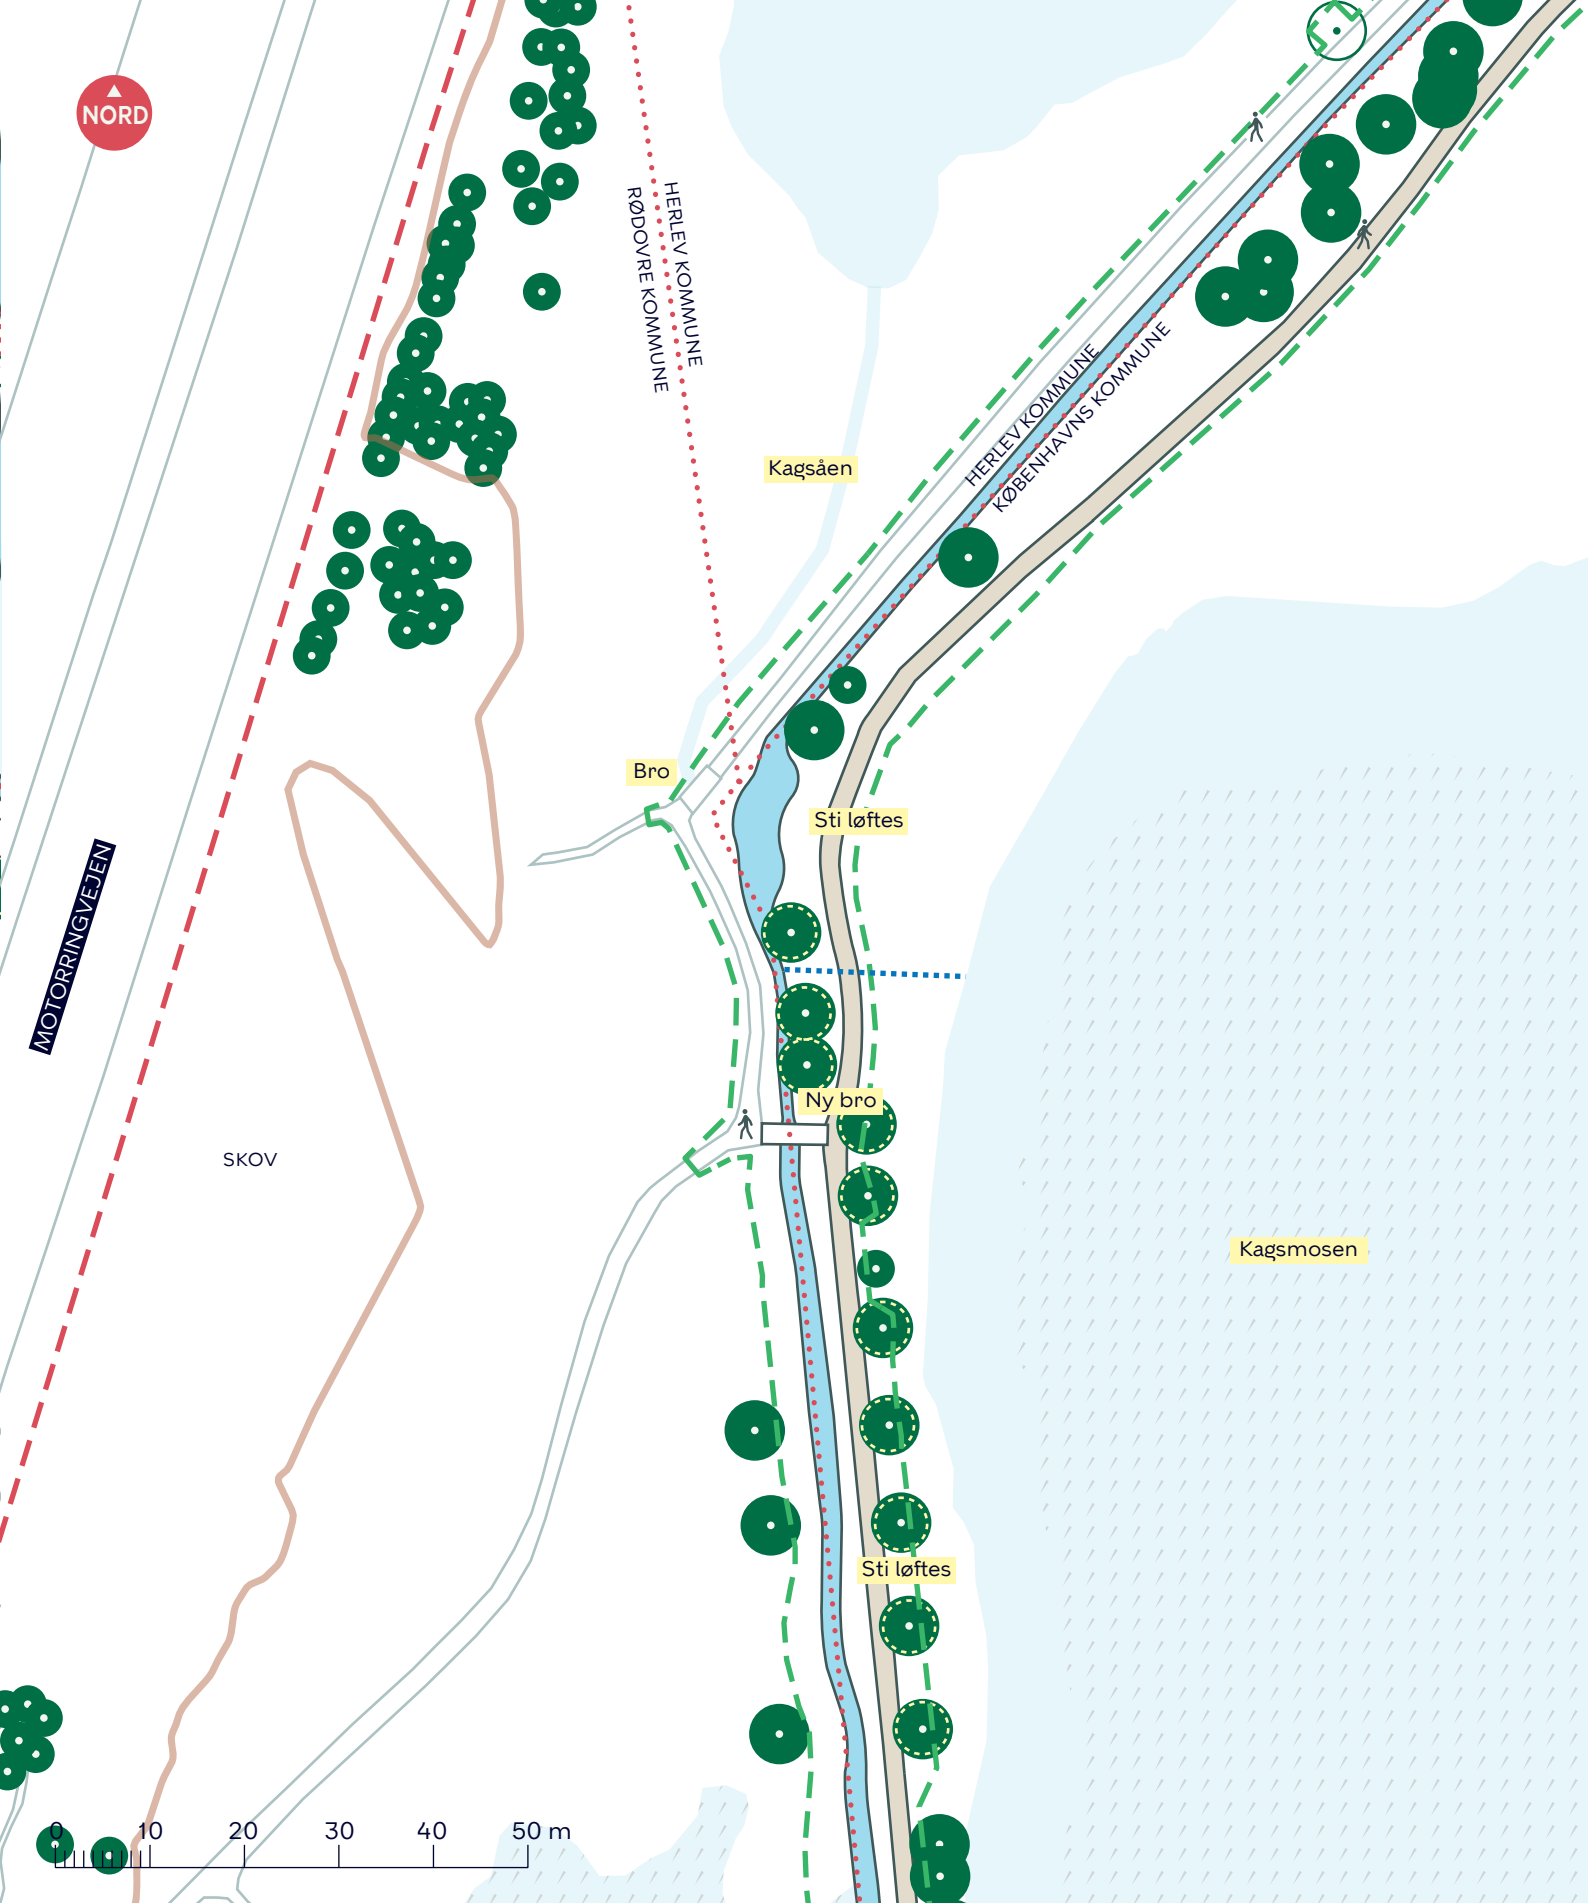 NORD
HERLEV KOMMUNE
RØDOVRE KOMMUNE
HERLEV KOMMUNE
KØBENHAVNS KOMMUNE
Kagsåen
Bro
Sti løftes
MOTORRINGVEJEN
Ny bro
SKOV
Kagsmosen
Sti løftes
0 10 20 30 40 50 m